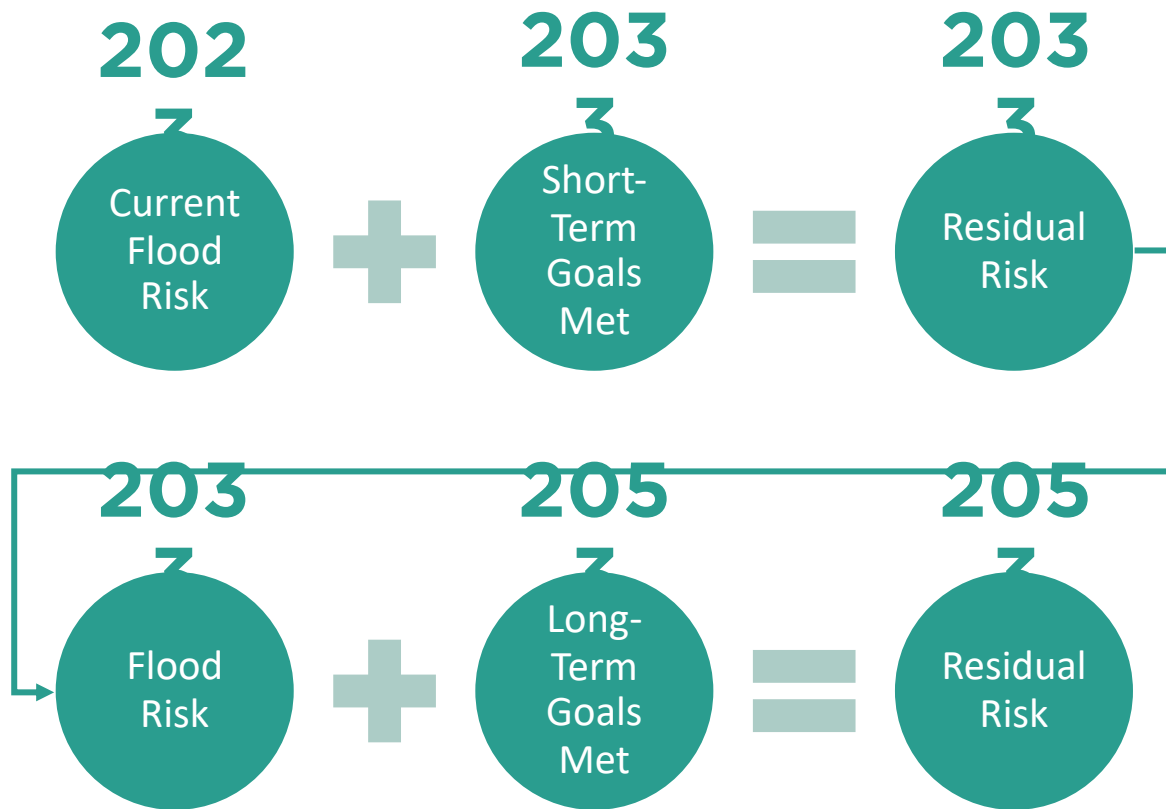 202
3
203
3
203
3
Current
Flood
Risk
Short-
Term
Goals
Met
Residual
Risk
203
3
205
3
205
3
Flood
Risk
Long-
Term
Goals
Met
Residual
Risk